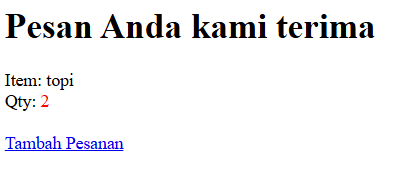 Pesan Anda kami terima
Item: topi
Qty: 2
Tambah Pesanan